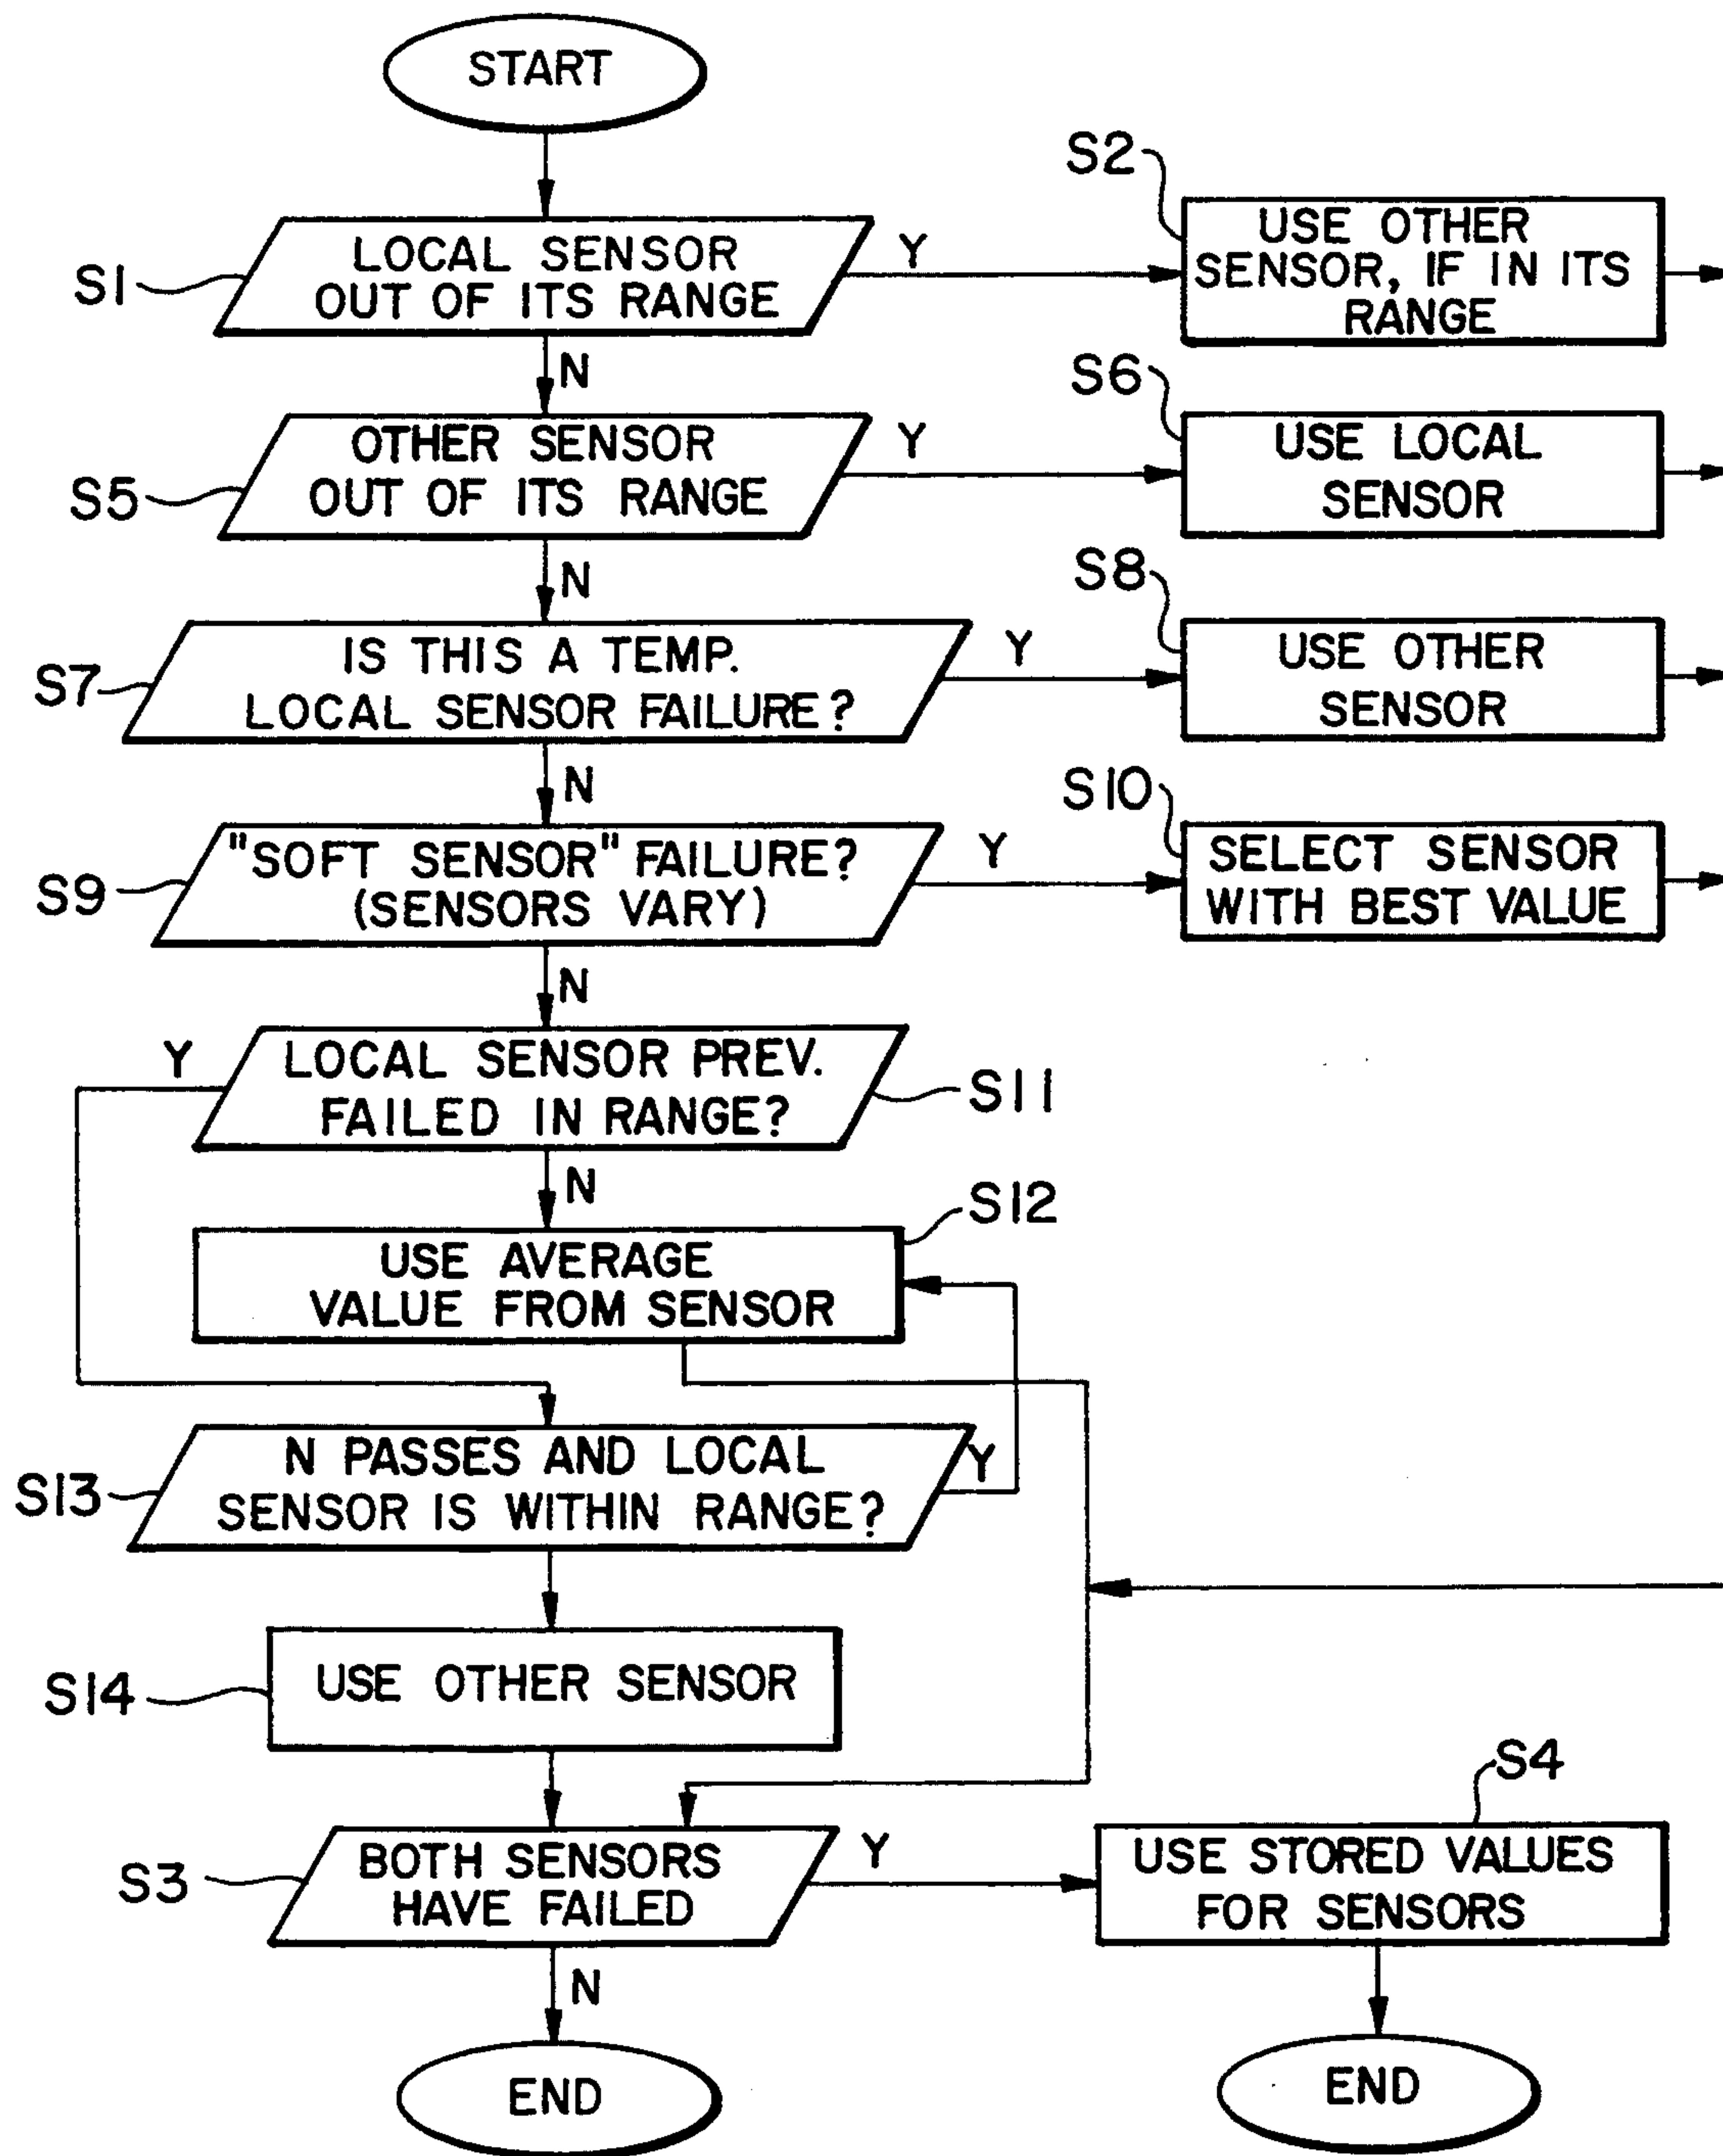 START
S1
LOCAL SENSOR
OUT OF ITS RANGE
Y
S2
USE OTHER
SENSOR, IF IN ITS
RANGE
N
S5
OTHER SENSOR
OUT OF ITS RANGE
Y
S6
USE LOCAL
SENSOR
N
S7
IS THIS A TEMP.
LOCAL SENSOR FAILURE?
Y
S8
USE OTHER
SENSOR
N
S9
"SOFT SENSOR" FAILURE?
(SENSORS VARY)
Y
S10
SELECT SENSOR
WITH BEST VALUE
N
Y
LOCAL SENSOR PREV.
FAILED IN RANGE?
S11
N
S12
USE AVERAGE
VALUE FROM SENSOR
S13
N PASSES AND LOCAL
SENSOR IS WITHIN RANGE?
Y
S14
USE OTHER SENSOR
S3
BOTH SENSORS
HAVE FAILED
Y
S4
USE STORED VALUES
FOR SENSORS
N
END
END